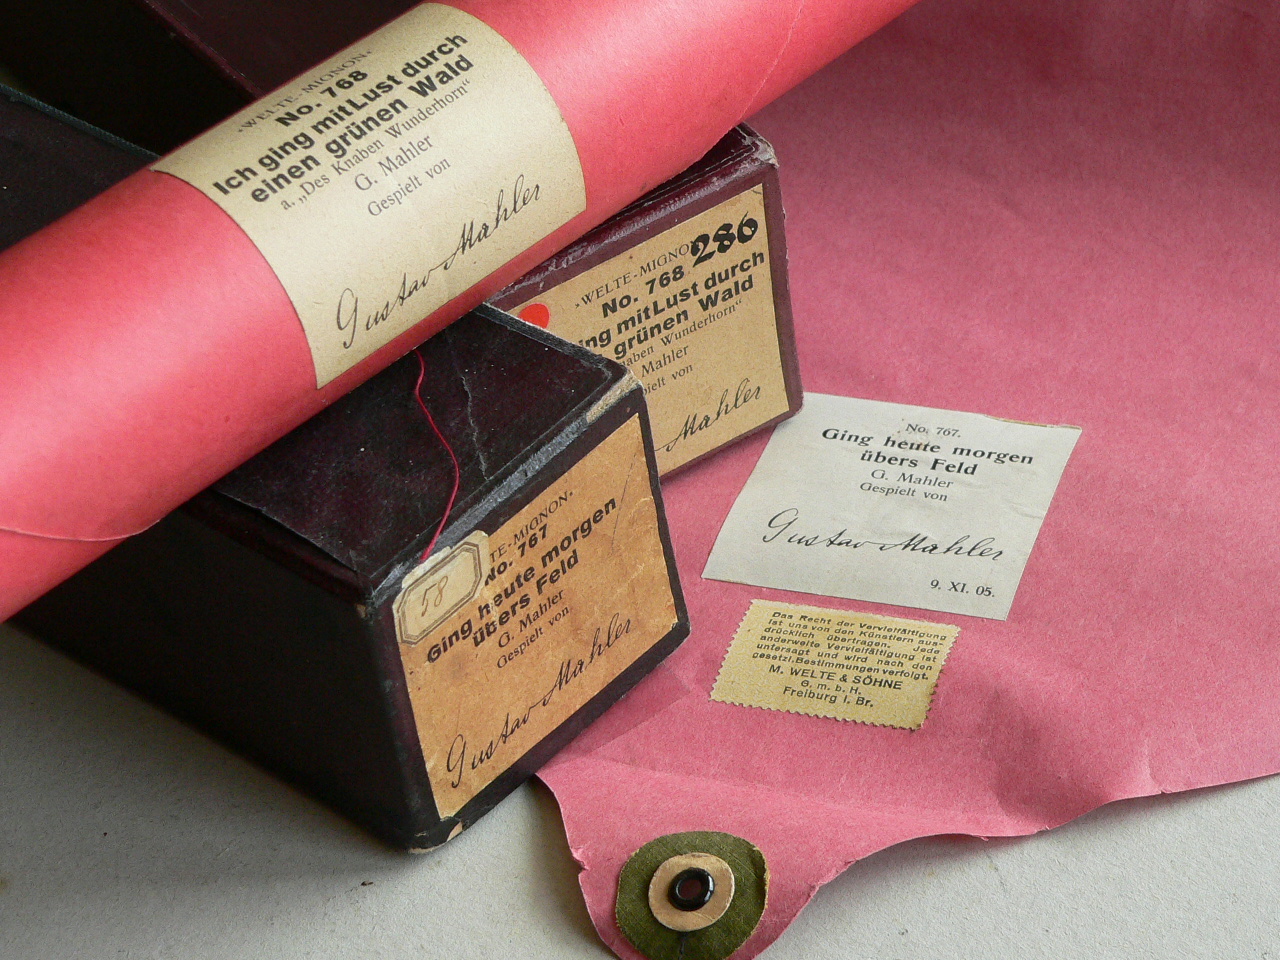 »WELTE-MIGNON«
No. 768
Ich ging mit Lust durch
einen grünen Wald
a. „Des Knaben Wunderhorn“
G. Mahler
Gespielt von
Gustav Mahler
286
»WELTE-MIGNO
No. 768
ing mit Lust durch
grünen Wald
naben Wunderhorn“
Mahler
pielt von
Mahler
58
TE-MIGNON«
No. 767
Ging heute morgen
übers Feld
G. Mahler
Gespielt von
Gustav Mahler
No. 767.
Ging heute morgen
übers Feld
G. Mahler
Gespielt von
Gustav Mahler
9. XI. 05.
Das Recht der Vervielfältigung
ist uns von den Künstlern aus-
drücklich übertragen. Jede
anderweite Vervielfältigung ist
untersagt und wird nach den
gesetzl. Bestimmungen verfolgt.
M. WELTE & SÖHNE
G. m. b. H.
Freiburg i. Br.